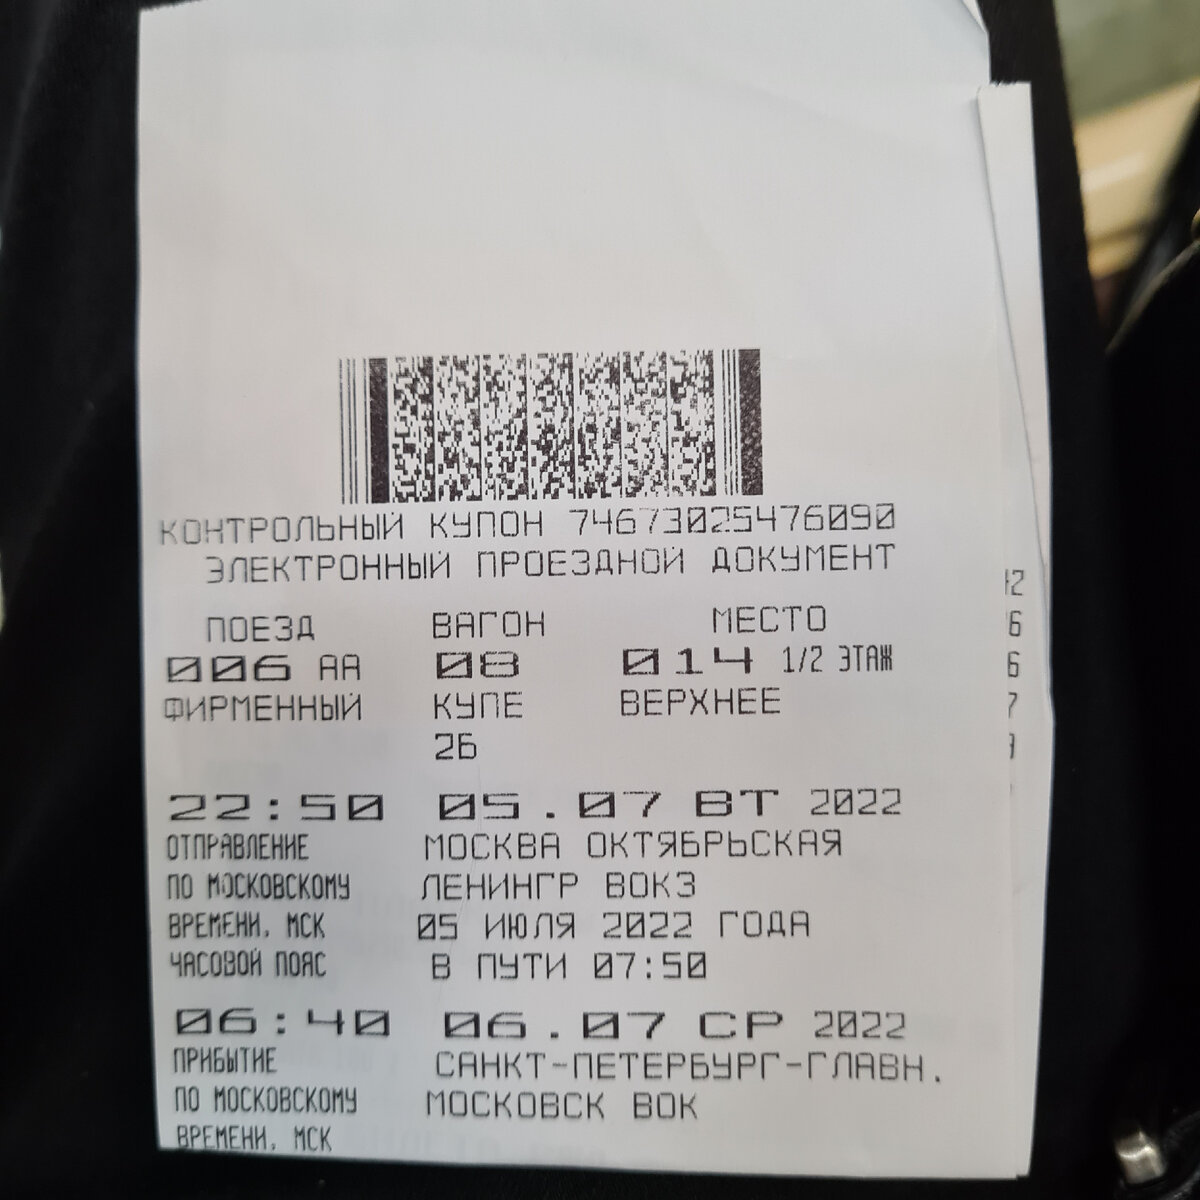 КОНТРОЛЬНЫЙ КУПОН 74673025476090
ЭЛЕКТРОННЫЙ ПРОЕЗДНОЙ ДОКУМЕНТ
ПОЕЗД ВАГОН МЕСТО
006 АА 08 014 1/2 ЭТАЖ
ФИРМЕННЫЙ КУПЕ ВЕРХНЕЕ
2Б
22:50 05.07 ВТ 2022
ОТПРАВЛЕНИЕ МОСКВА ОКТЯБРЬСКАЯ
ПО МОСКОВСКОМУ ЛЕНИНГР ВОКЗ
ВРЕМЕНИ, МСК 05 ИЮЛЯ 2022 ГОДА
ЧАСОВОЙ ПОЯС В ПУТИ 07:50
06:40 06.07 СР 2022
ПРИБЫТИЕ САНКТ-ПЕТЕРБУРГ-ГЛАВН.
ПО МОСКОВСКОМУ МОСКОВСК ВОК
ВРЕМЕНИ, МСК